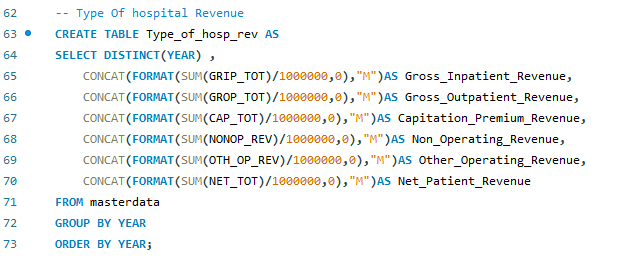 62 -- Type Of hospital Revenue
63 CREATE TABLE Type_of_hosp_rev AS
64 SELECT DISTINCT(YEAR) ,
65 CONCAT(FORMAT(SUM(GRIP_TOT)/1000000,0),"M")AS Gross_Inpatient_Revenue,
66 CONCAT(FORMAT(SUM(GROP_TOT)/1000000,0),"M")AS Gross_Outpatient_Revenue,
67 CONCAT(FORMAT(SUM(CAP_TOT)/1000000,0),"M")AS Capitation_Premium_Revenue,
68 CONCAT(FORMAT(SUM(NONOP_REV)/1000000,0),"M")AS Non_Operating_Revenue,
69 CONCAT(FORMAT(SUM(OTH_OP_REV)/1000000,0),"M")AS Other_Operating_Revenue,
70 CONCAT(FORMAT(SUM(NET_TOT)/1000000,0),"M")AS Net_Patient_Revenue
71 FROM masterdata
72 GROUP BY YEAR
73 ORDER BY YEAR;